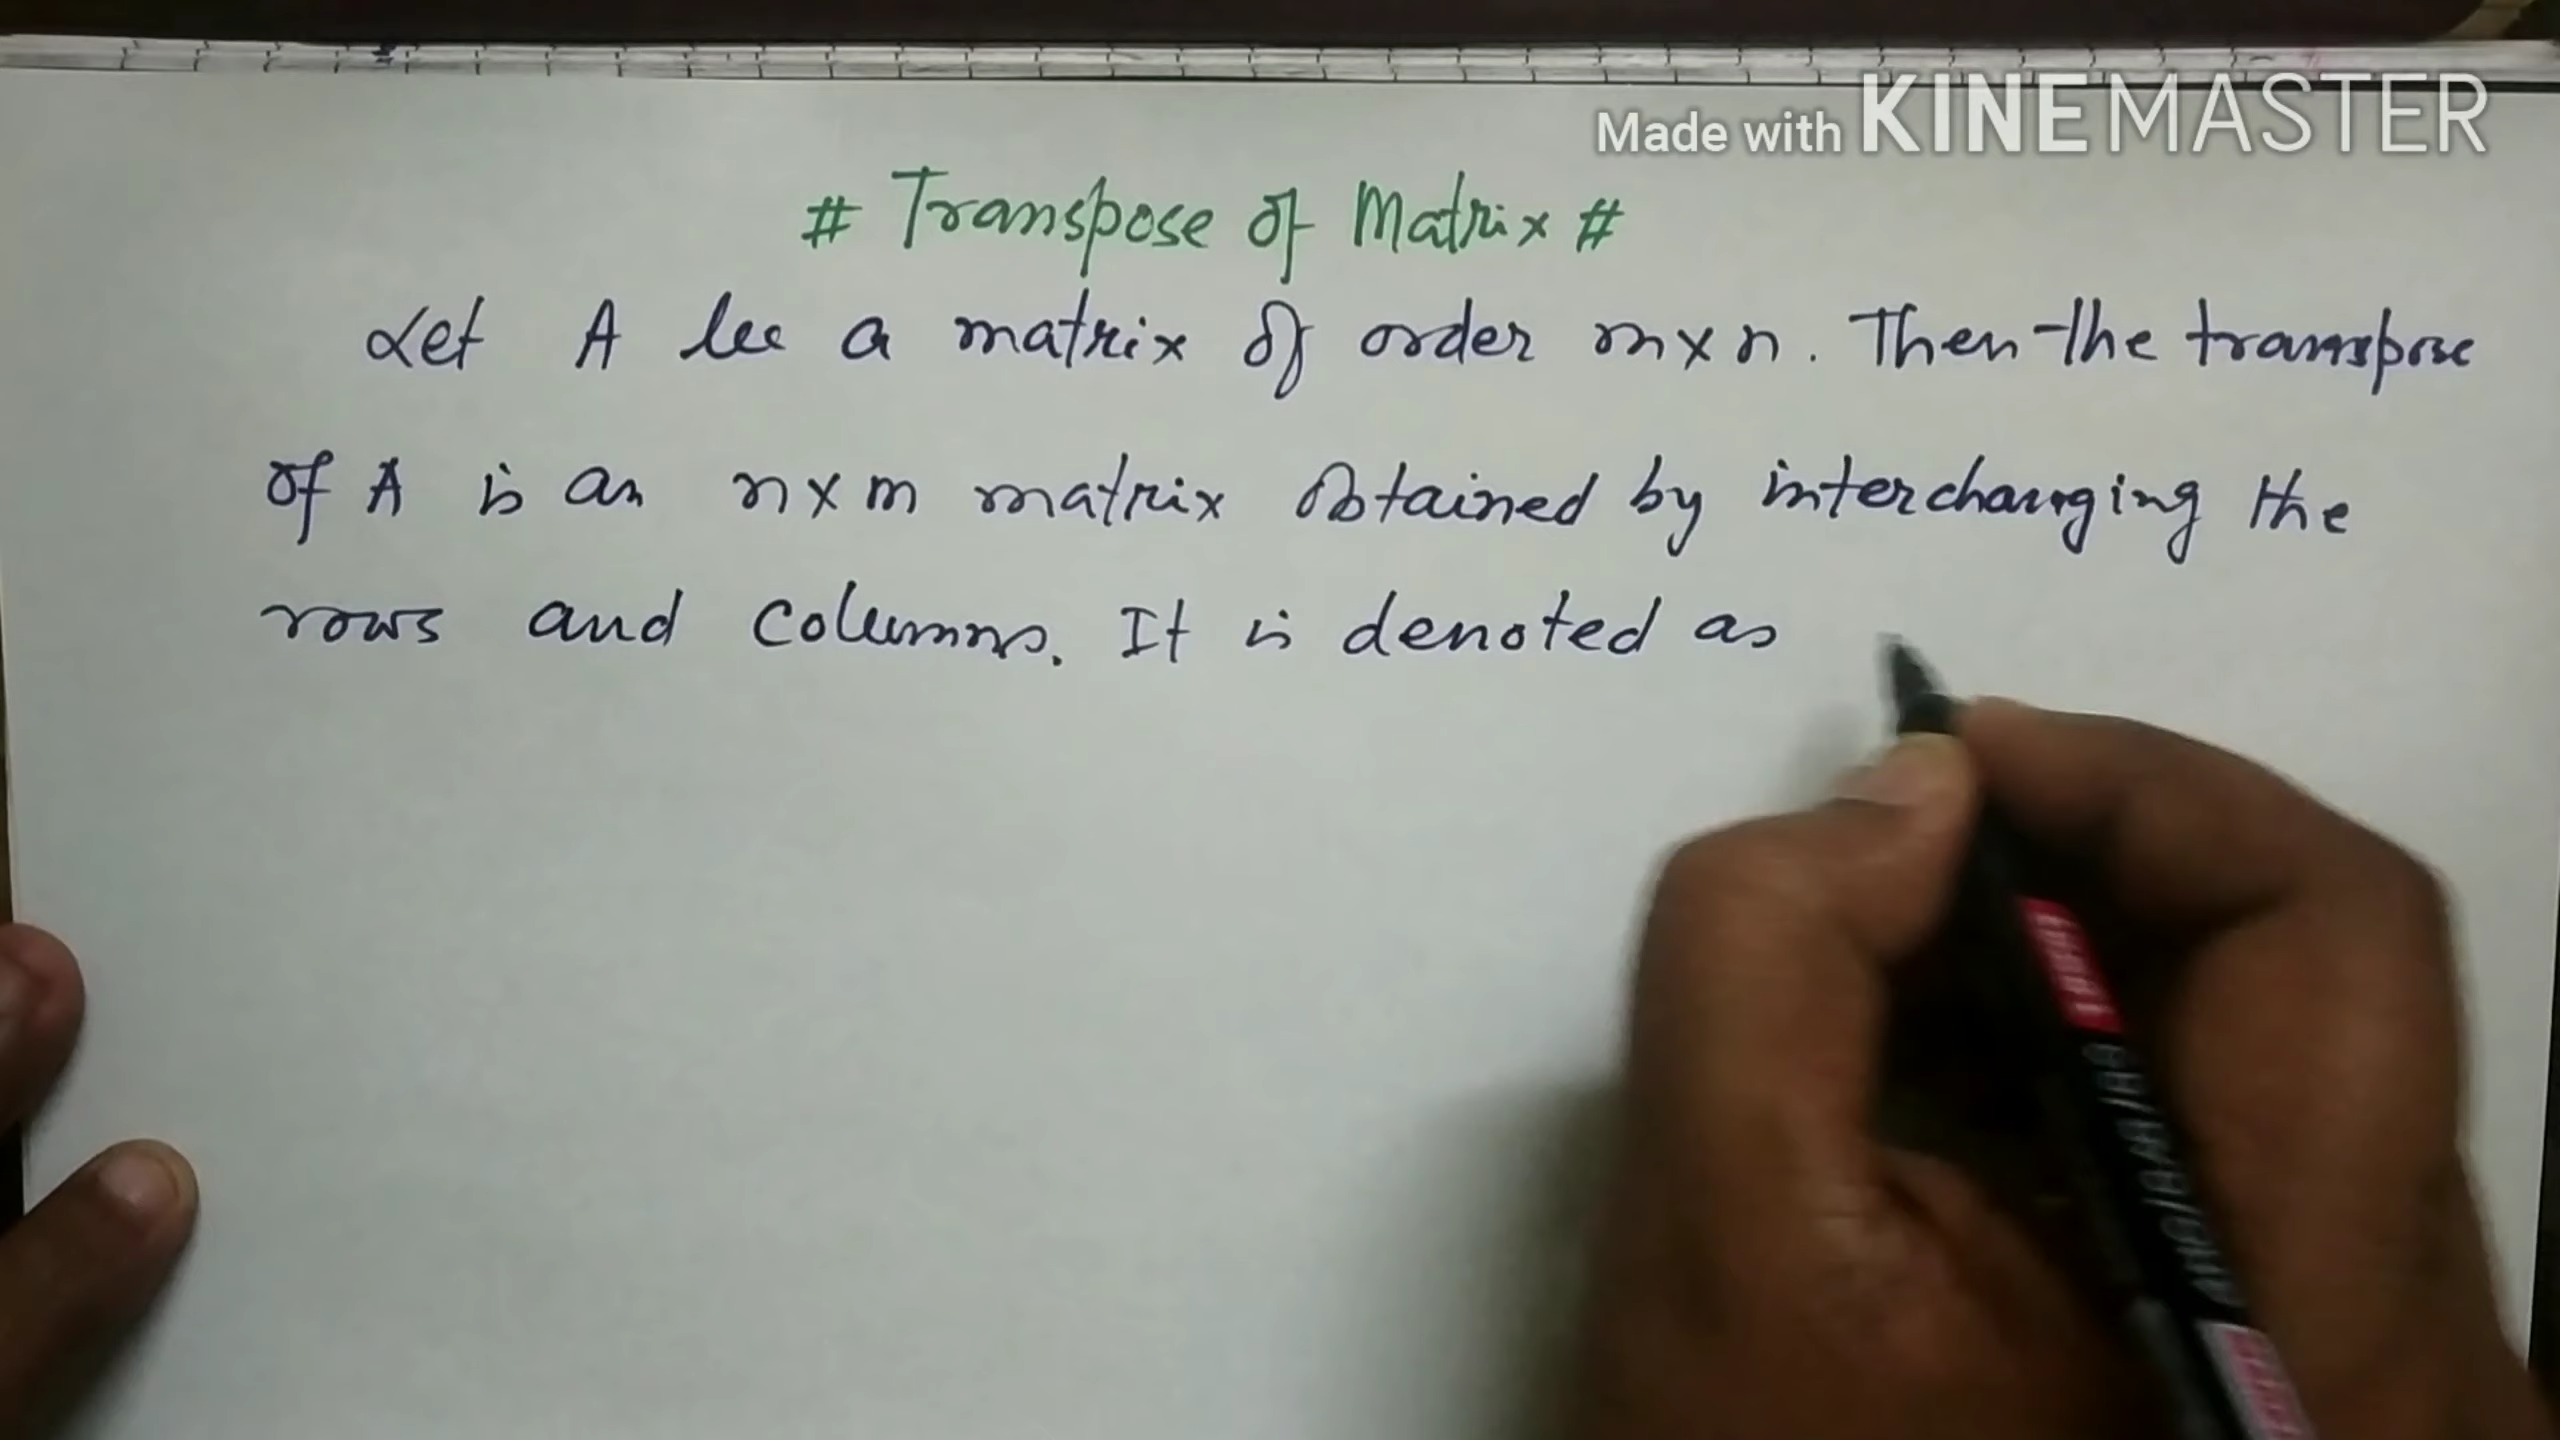 Made with KINEMASTER
# Transpose of Matrix #
Let A be a matrix of order m×n. Then the transpose
of A is an n×m matrix obtained by interchanging the
rows and columns. It is denoted as